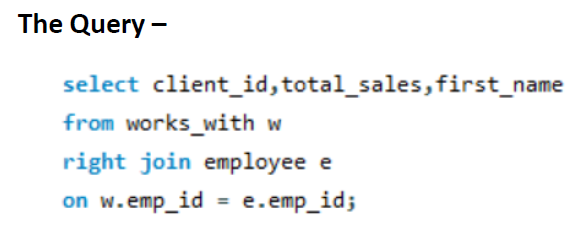 The Query –
select client_id,total_sales,first_name
from works_with w
right join employee e
on w.emp_id = e.emp_id;